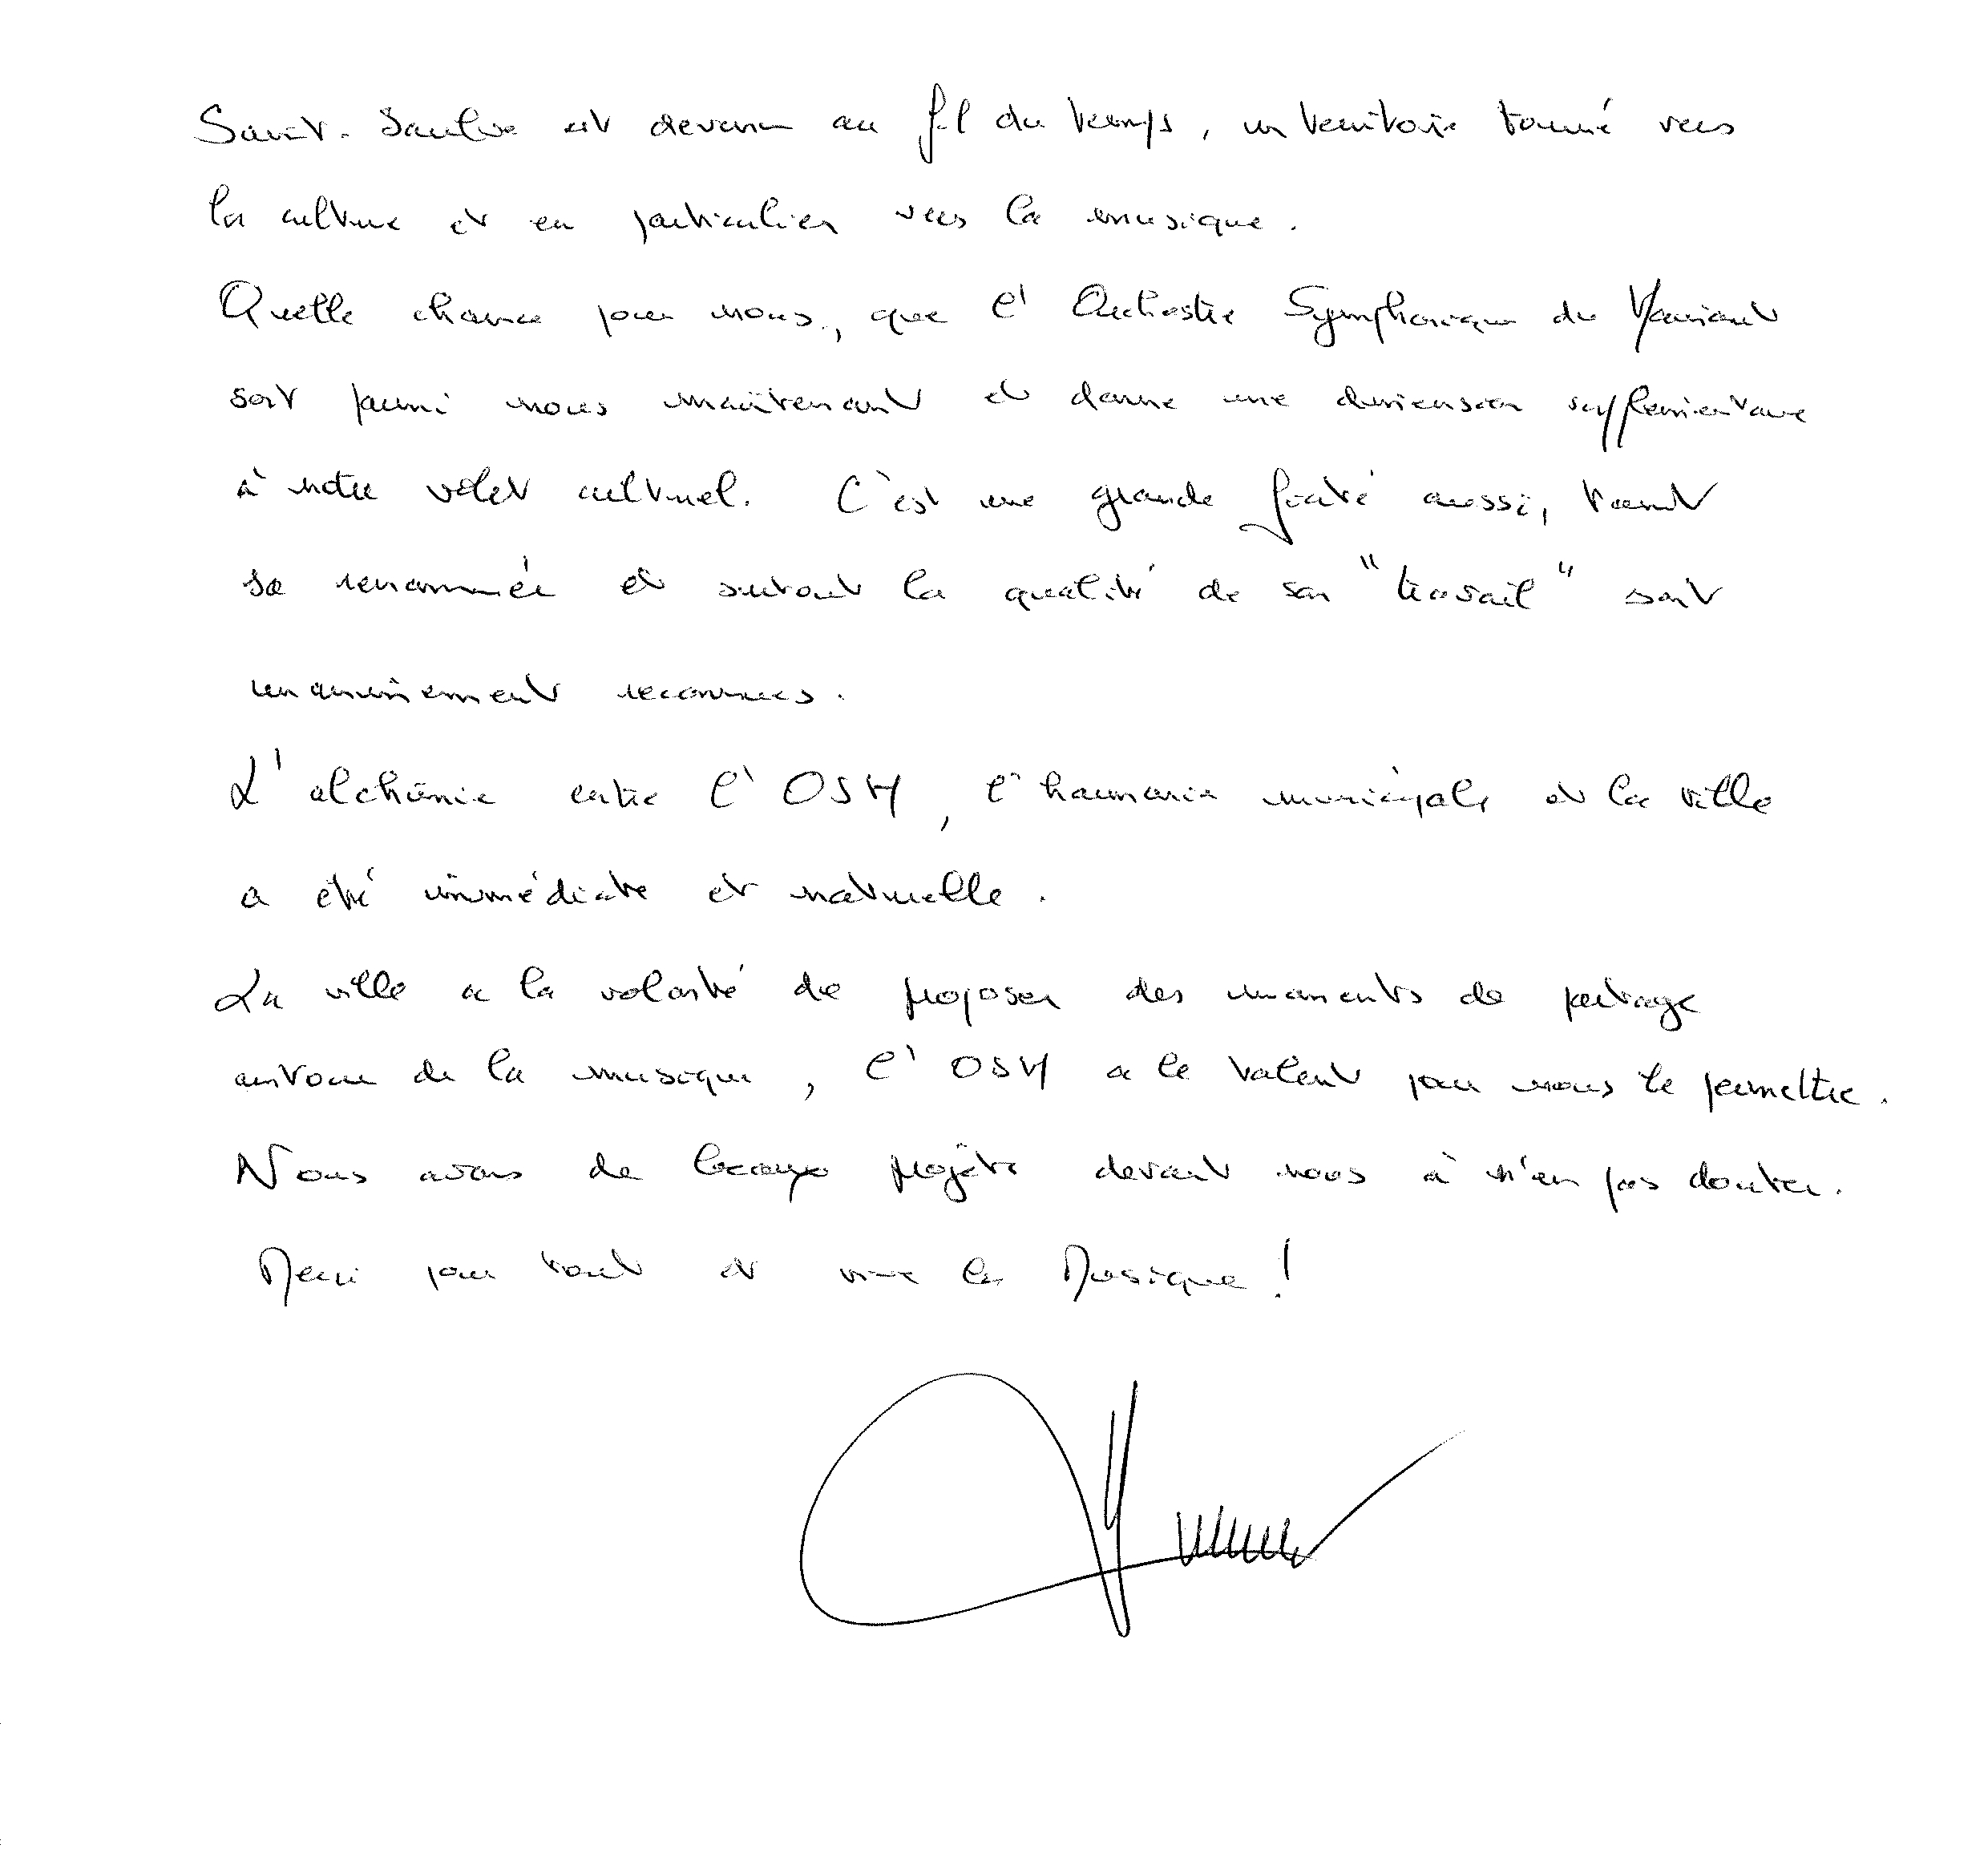 Saint-Saulve est devenu au fil du temps, un territoire tourné vers
la culture et en particulier vers la musique.
Quelle chance pour nous, que l'Orchestre Symphonique du
soit parmi nous maintenant et donne une dimension supplémentaire
à notre volet culturel. C'est une grande fierté aussi, tant
sa renommée et surtout la qualité de son "travail" sont
unanimement reconnues.
L'alchimie entre l'OSH, l'harmonie municipale et la ville
a été immédiate et naturelle.
La ville a la volonté de proposer des moments de partage
autour de la musique, l'OSH a le talent pour nous le permettre.
Nous avons de beaux projets devant nous à n'en pas douter.
Merci pour tout et vive la Musique !